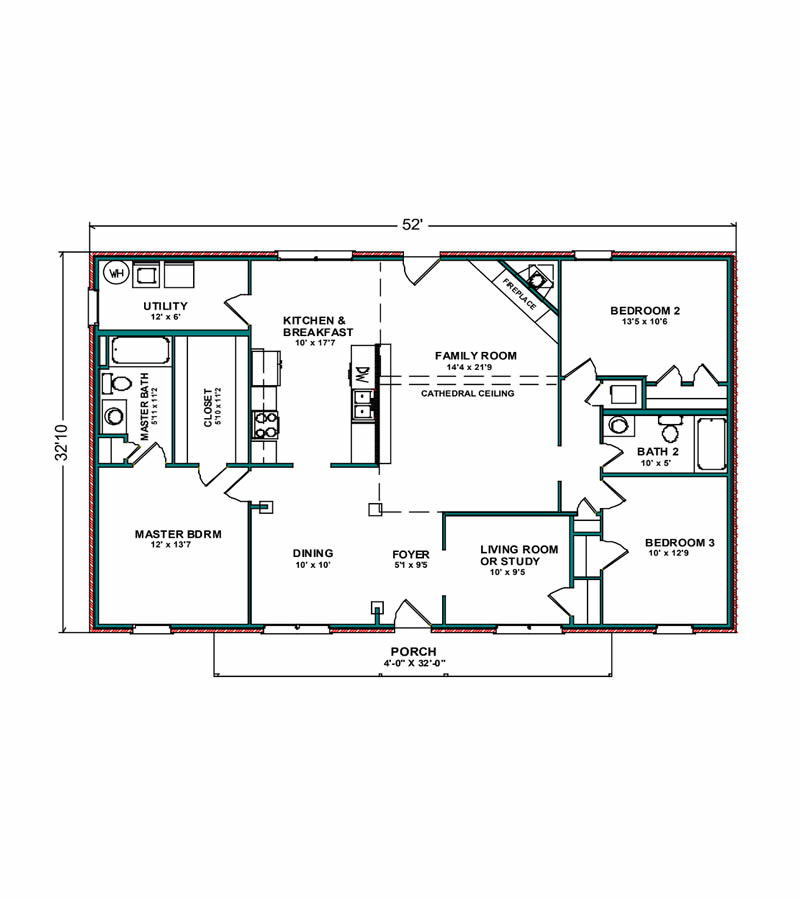 52'
32'10
WH
UTILITY
12' x 6'
KITCHEN &
BREAKFAST
10' x 17'7
FIREPLACE
BEDROOM 2
13'5 x 10'6
FAMILY ROOM
14'4 x 21'9
CATHEDRAL CEILING
DW
MASTER BATH
5'11 x 11'2
CLOSET
5'10 x 11'2
BATH 2
10' x 5'
MASTER BDRM
12' x 13'7
DINING
10' x 10'
FOYER
5'1 x 9'5
LIVING ROOM
OR STUDY
10' x 9'5
BEDROOM 3
10' x 12'9
PORCH
4'-0" X 32'-0"